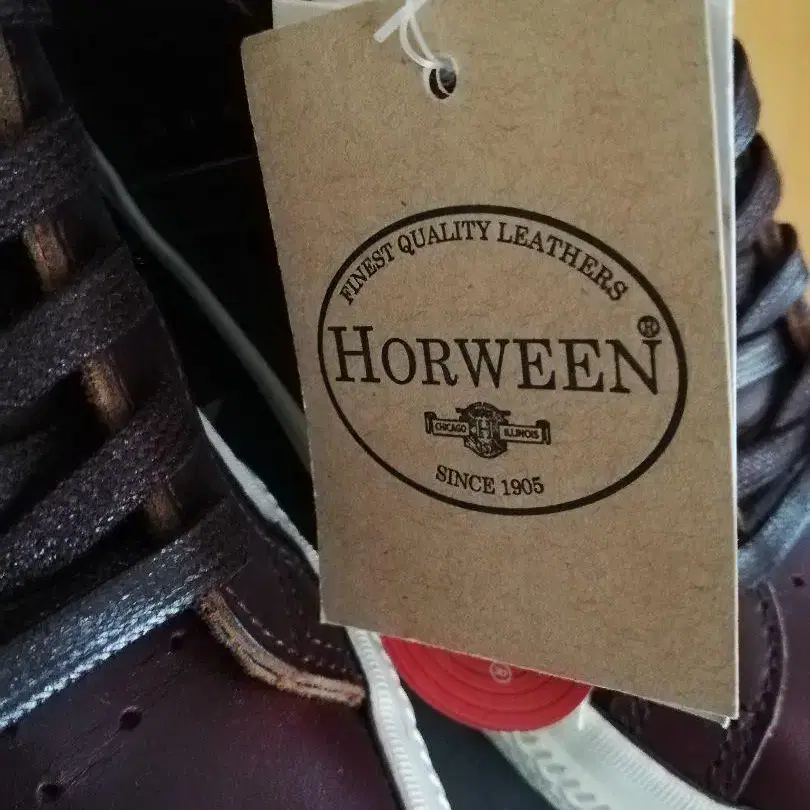 FINEST QUALITY LEATHERS
HORWEEN®
CHICAGO H ILLINOIS
SINCE 1905
®